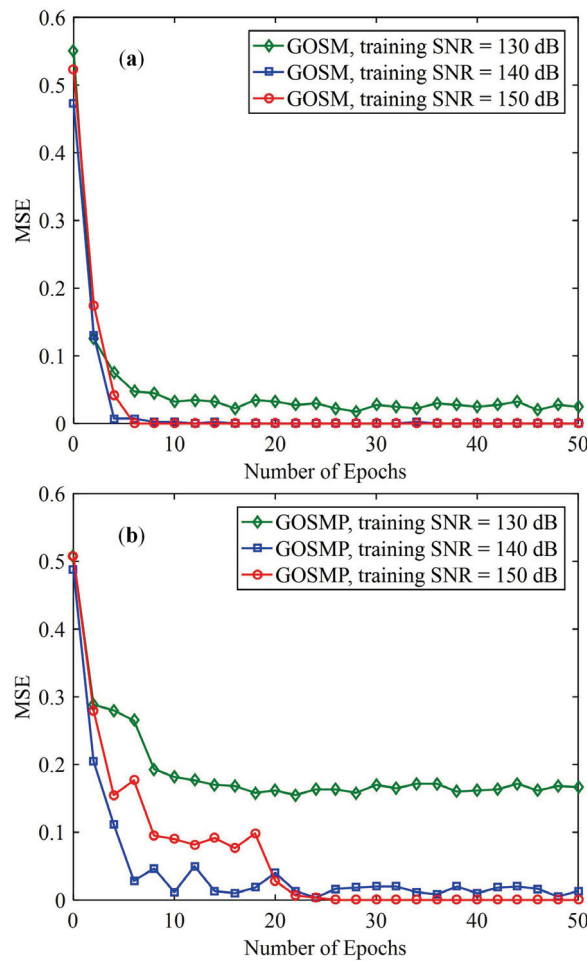 0.6
0.5
0.4
0.3
0.2
0.1
0
MSE
(a)
GOSM, training SNR = 130 dB
GOSM, training SNR = 140 dB
GOSM, training SNR = 150 dB
0 10 20 30 40 50
Number of Epochs
0.6
0.5
0.4
0.3
0.2
0.1
0
MSE
(b)
GOSMP, training SNR = 130 dB
GOSMP, training SNR = 140 dB
GOSMP, training SNR = 150 dB
0 10 20 30 40 50
Number of Epochs